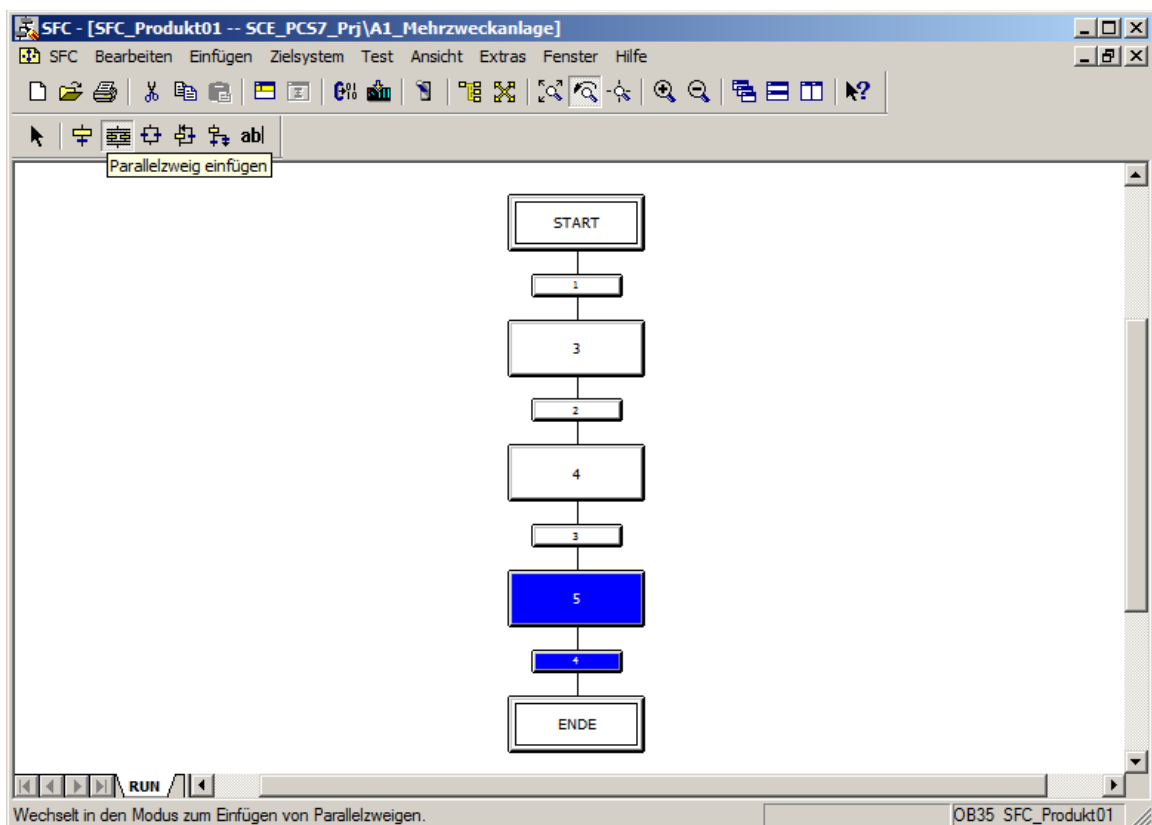 SFC - [SFC_Produkt01 -- SCE_PCS7_Prj\A1_Mehrzweckanlage]
SFC Bearbeiten Einfügen Zielsystem Test Ansicht Extras Fenster Hilfe
ab
Parallelzweig einfügen
START
1
3
2
4
3
5
4
ENDE
RUN
Wechselt in den Modus zum Einfügen von Parallelzweigen.
OB35 SFC_Produkt01